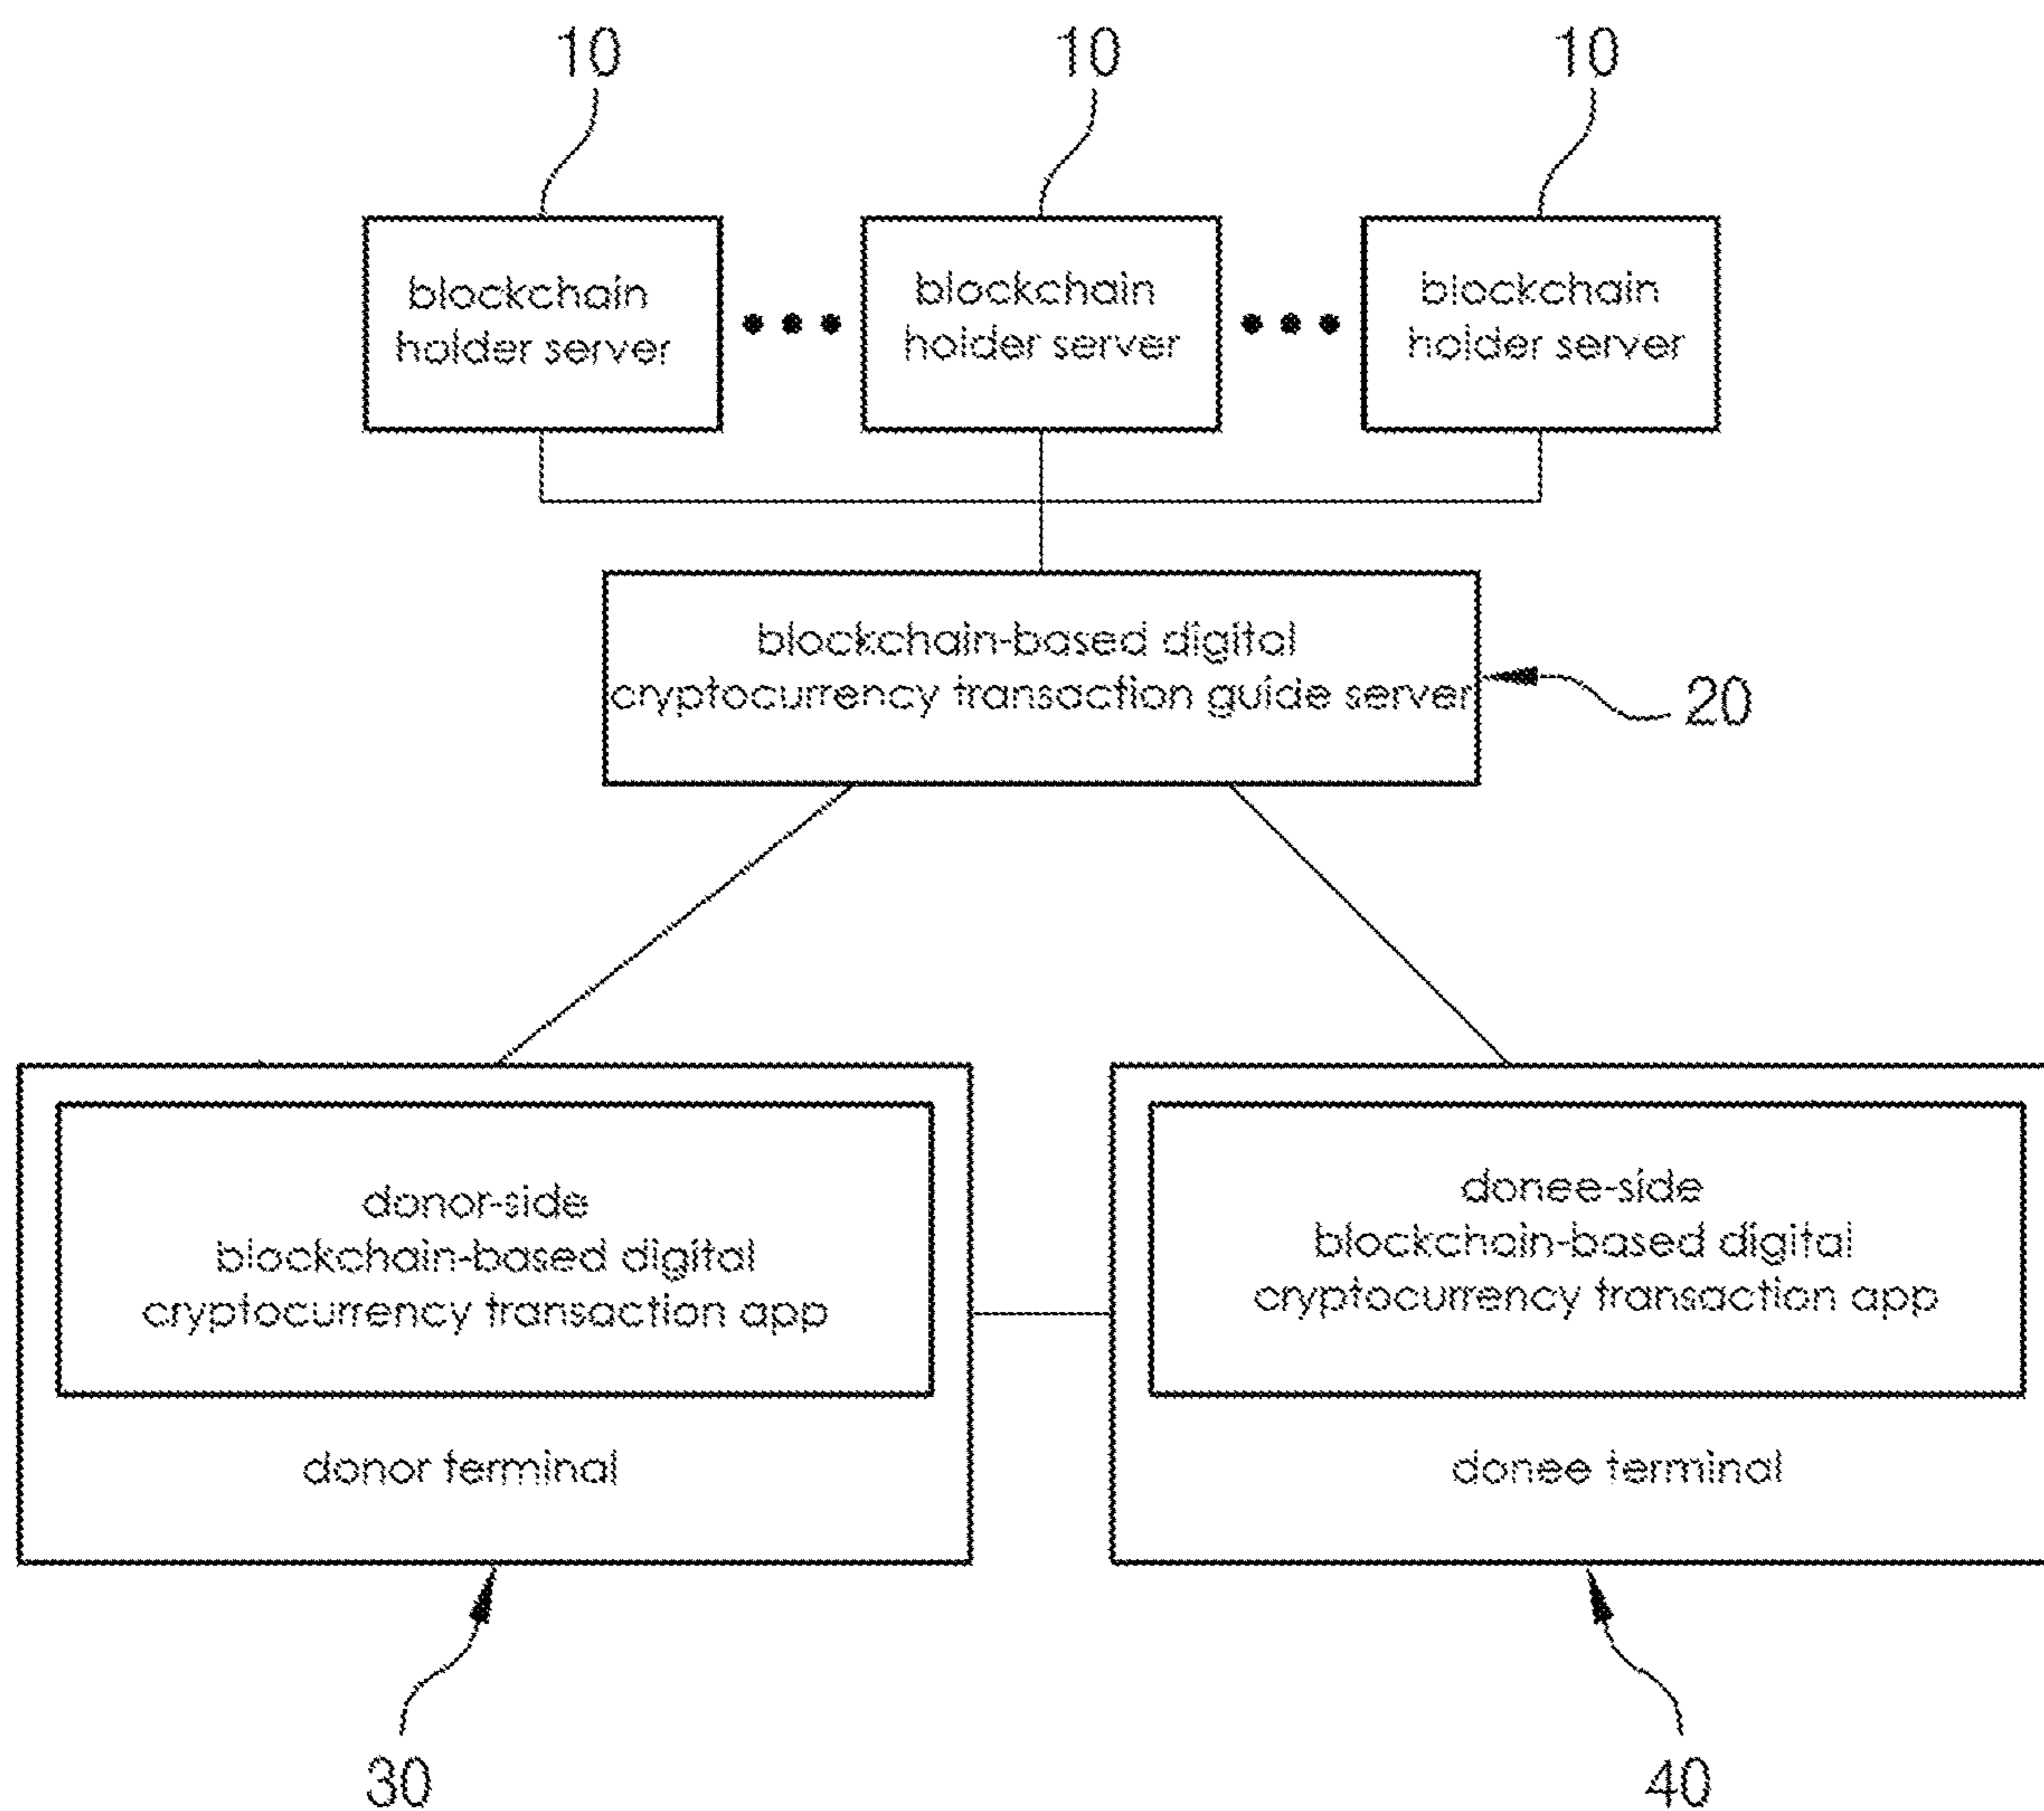 10
10
10
blockchain
holder server
blockchain
holder server
blockchain
holder server
blockchain-based digital
cryptocurrency transaction guide server
20
donor-side
blockchain-based digital
cryptocurrency transaction app
donor terminal
donee-side
blockchain-based digital
cryptocurrency transaction app
donee terminal
30
40